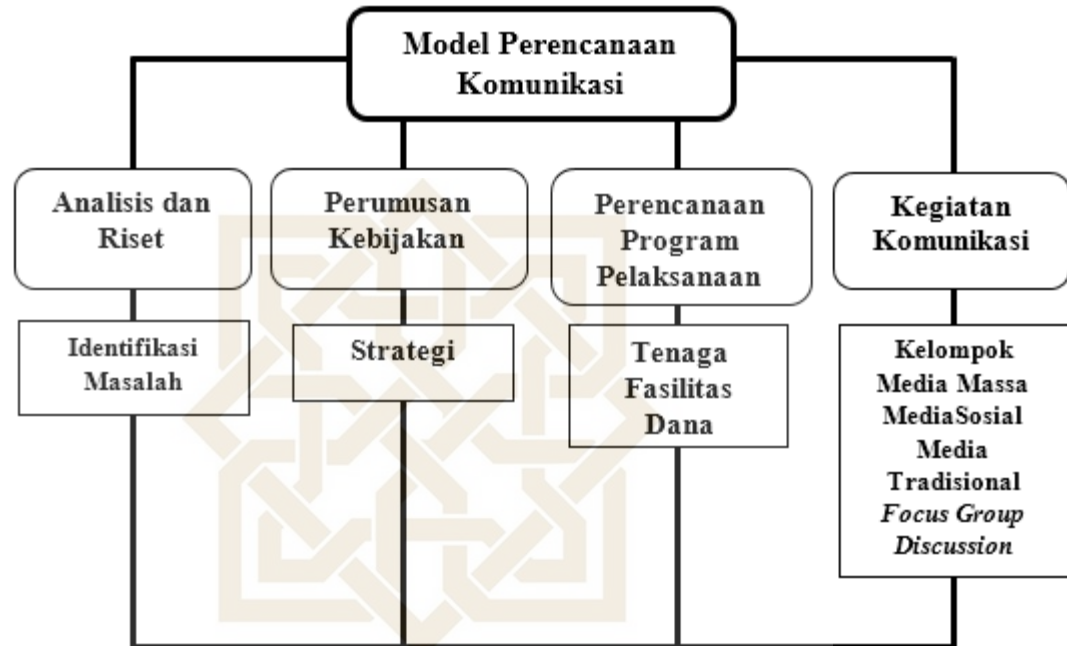 Model Perencanaan
Komunikasi
Analisis dan
Riset
Perumusan
Kebijakan
Perencanaan
Program
Pelaksanaan
Kegiatan
Komunikasi
Identifikasi
Masalah
Strategi
Tenaga
Fasilitas
Dana
Kelompok
Media Massa
MediaSosial
Media
Tradisional
Focus Group
Discussion